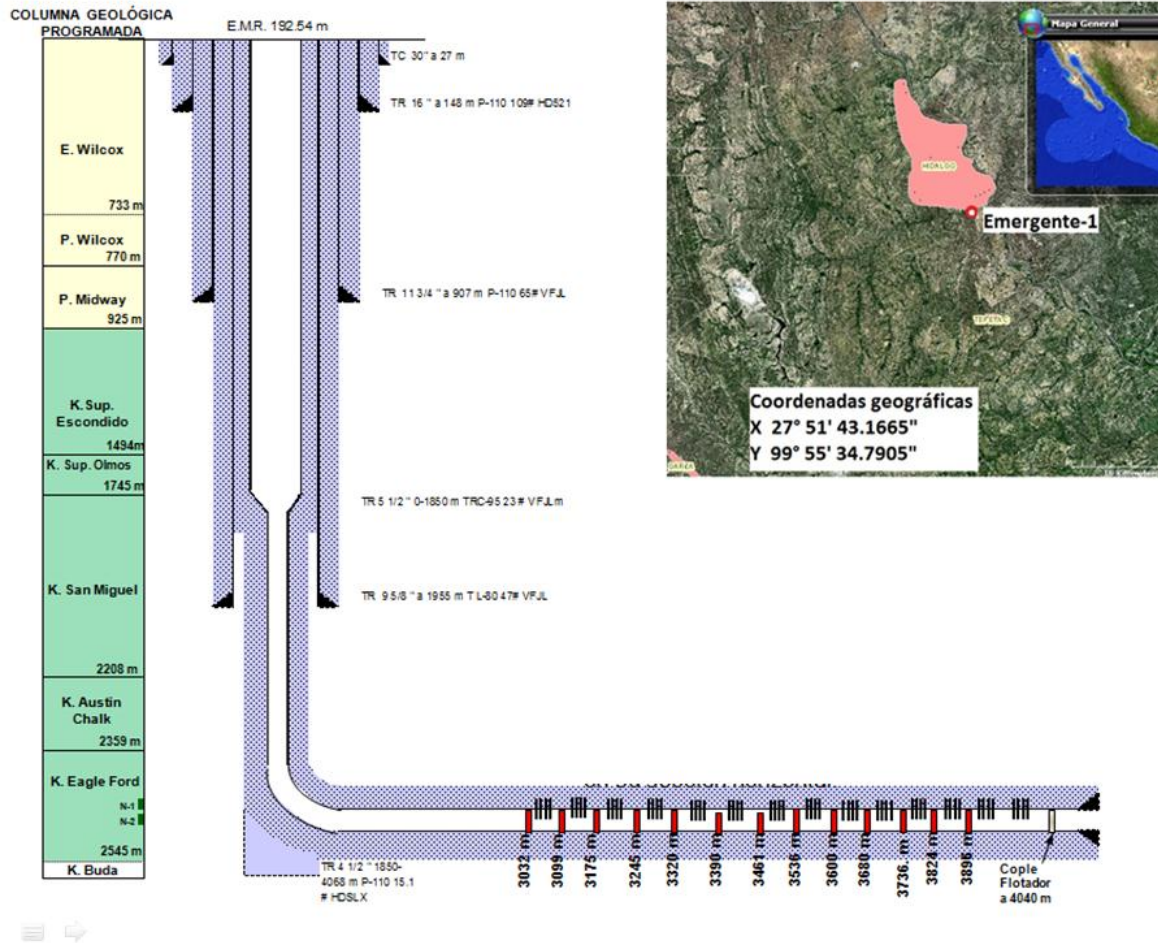 COLUMNA GEOLÓGICA
PROGRAMADA
E.M.R. 192.54 m
TC 30" a 27 m
TR 16 " a 148 m P-110 109# HD521
E. Wilcox
733 m
P. Wilcox
770 m
TR 11 3/4 " a 907 m P-110 65# VFJL
P. Midway
925 m
K. Sup.
Escondido
1494m
K. Sup. Olmos
1745 m
TR 5 1/2 " 0-1850 m TRC-95 23 # VFJLm
K. San Miguel
TR 9 5/8 " a 1955 m T L-80 47# VFJL
2208 m
K. Austin
Chalk
2359 m
K. Eagle Ford
N-1
N-2
2545 m
K. Buda
TR 4 1/2 " 1850-
4068 m P-110 15.1
# HDSLX
3032 m
3099 m
3175 m
3245 m
3320 m
3390 m
3461 m
3536 m
3600 m
3680 m
3736. m
3824 m
3896 m
Cople
Flotador
a 4040 m
Mapa General
HIDALGO
Emergente-1
Coordenadas geográficas
X 27° 51' 43.1665"
Y 99° 55' 34.7905"